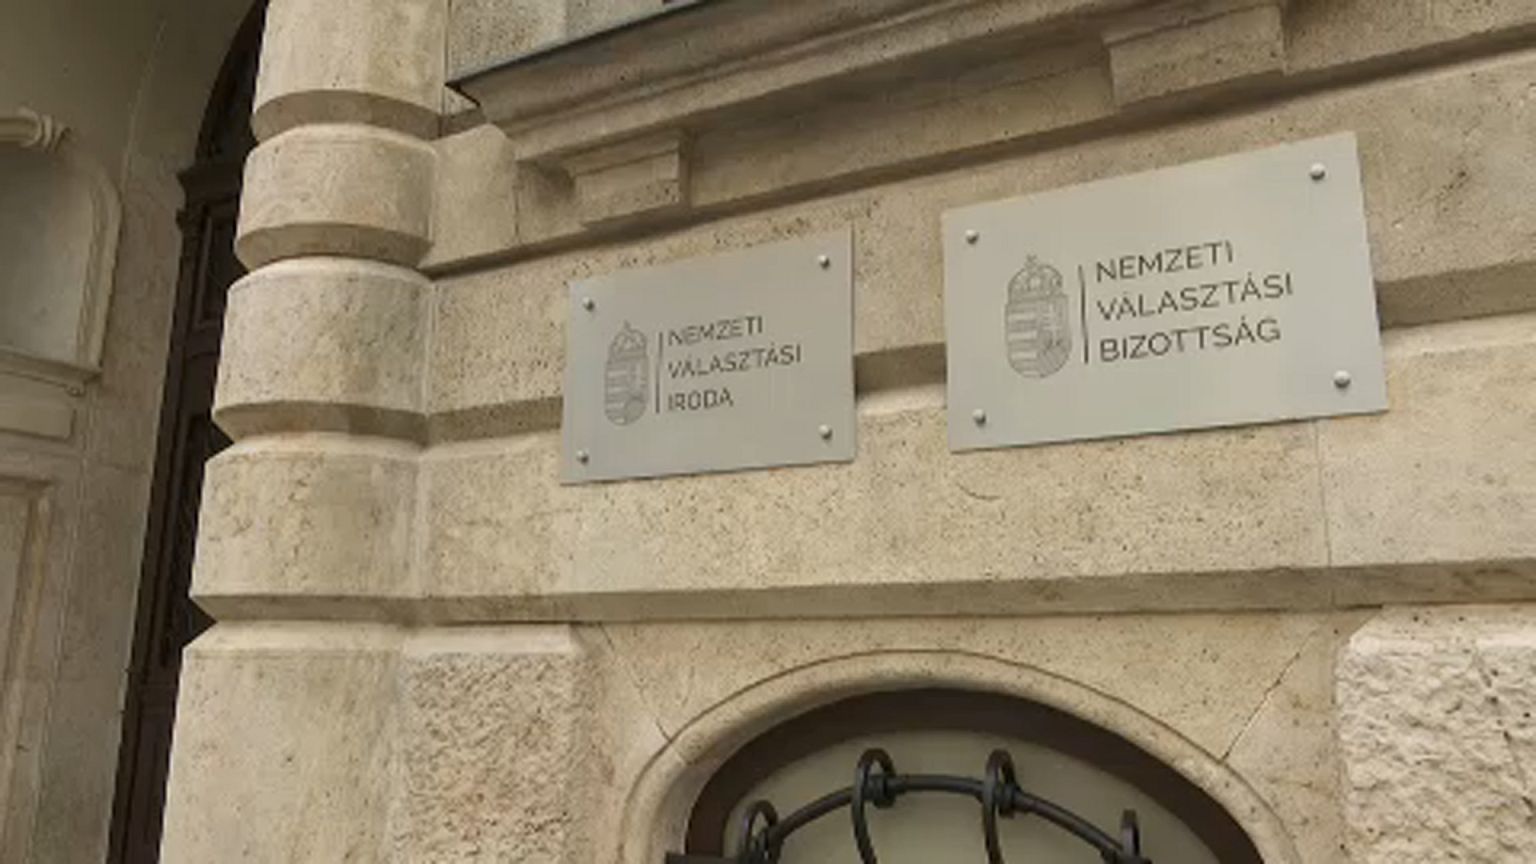 NEMZETI
VÁLASZTÁSI
IRODA
NEMZETI
VÁLASZTÁSI
BIZOTTSÁG